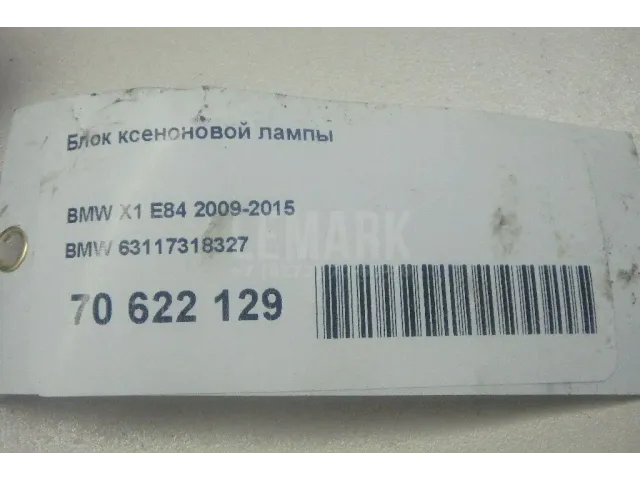 Блок ксеноновой лампы
BMW X1 E84 2009-2015
BMW 63117318327
70 622 129